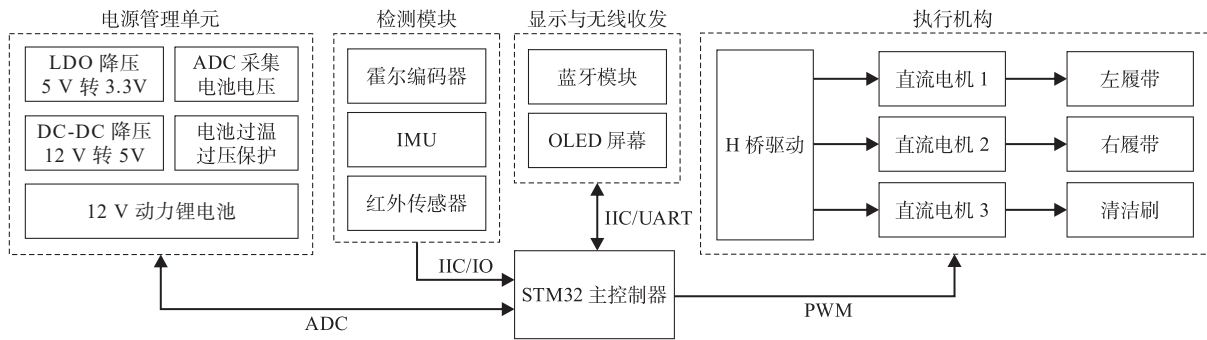 电源管理单元
LDO 降压
5 V 转 3.3V
ADC 采集
电池电压
DC-DC 降压
12 V 转 5V
电池过温
过压保护
12 V 动力锂电池
检测模块
霍尔编码器
IMU
红外传感器
显示与无线收发
蓝牙模块
OLED 屏幕
执行机构
H 桥驱动
直流电机 1
左履带
直流电机 2
右履带
直流电机 3
清洁刷
IIC/UART
IIC/IO
STM32 主控制器
ADC
PWM